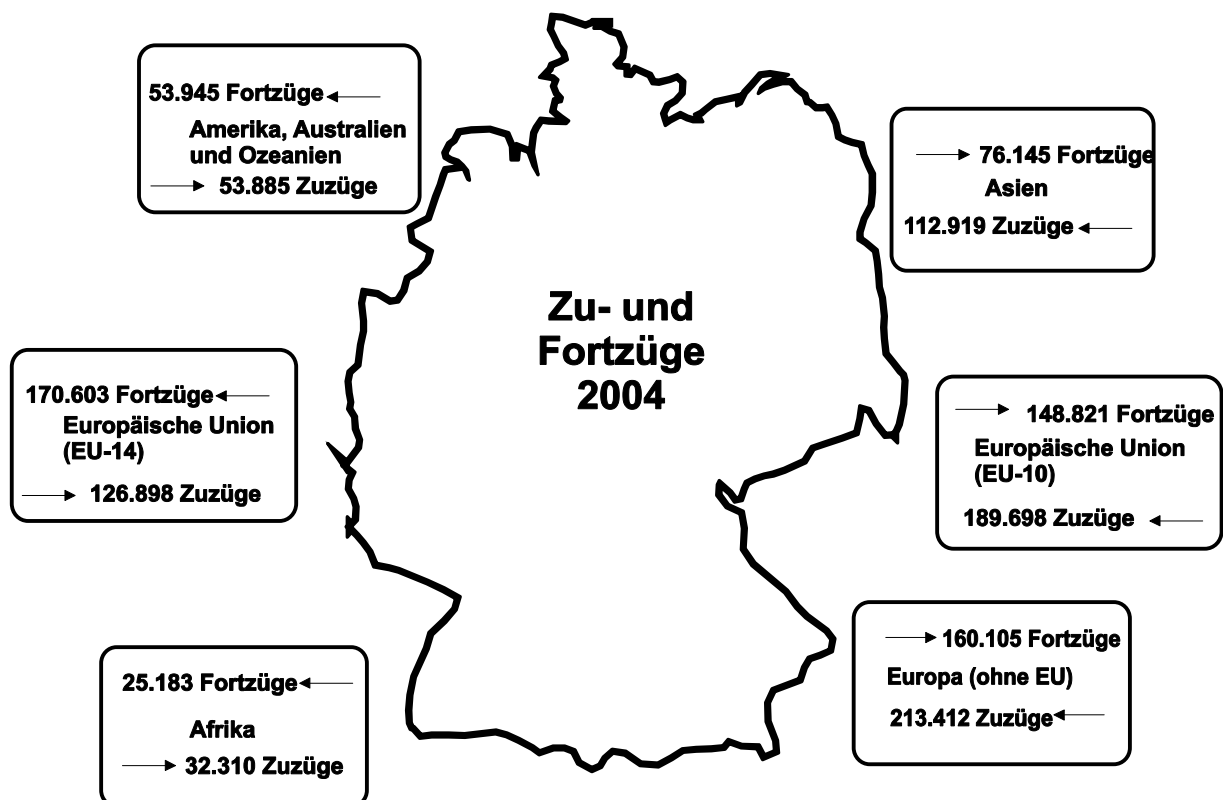 53.945 Fortzüge
Amerika, Australien
und Ozeanien
53.885 Zuzüge
76.145 Fortzüge
Asien
112.919 Zuzüge
Zu- und
Fortzüge
2004
170.603 Fortzüge
Europäische Union
(EU-14)
126.898 Zuzüge
148.821 Fortzüge
Europäische Union
(EU-10)
189.698 Zuzüge
25.183 Fortzüge
Afrika
32.310 Zuzüge
160.105 Fortzüge
Europa (ohne EU)
213.412 Zuzüge